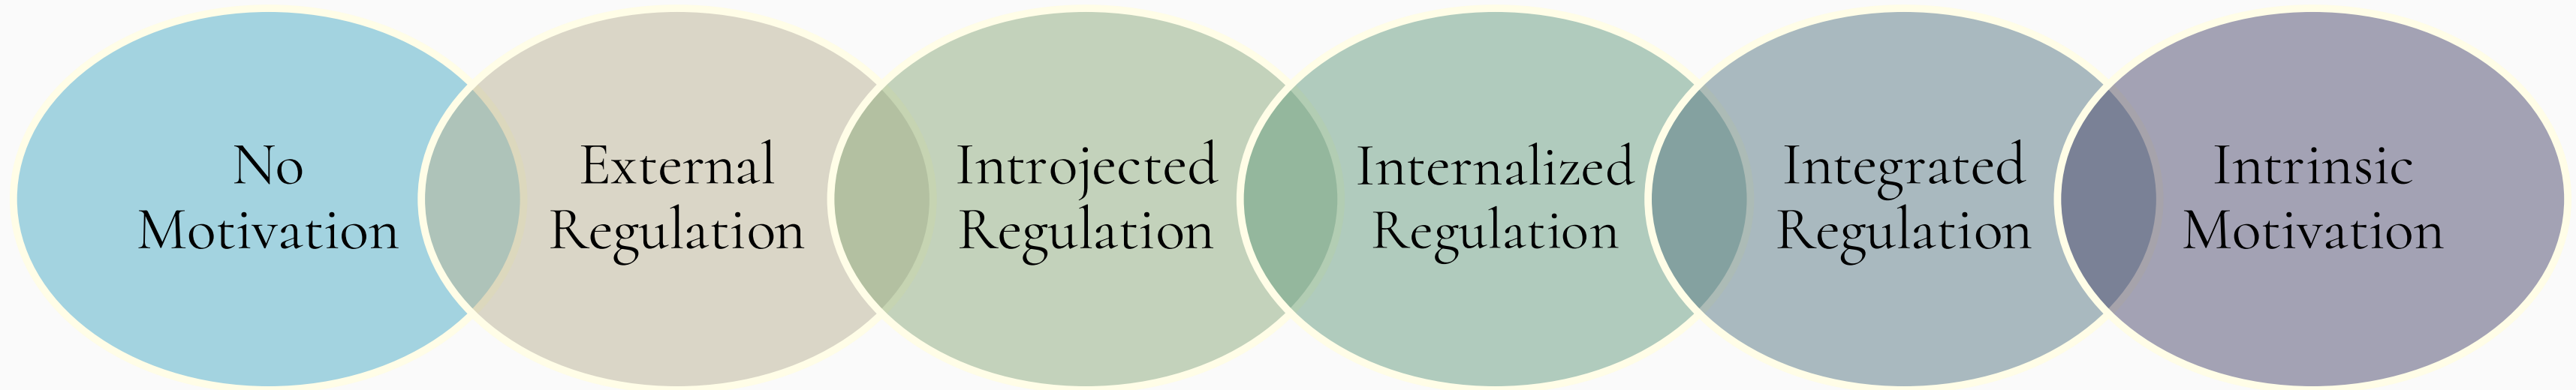 No
Motivation
External
Regulation
Introjected
Regulation
Internalized
Regulation
Integrated
Regulation
Intrinsic
Motivation